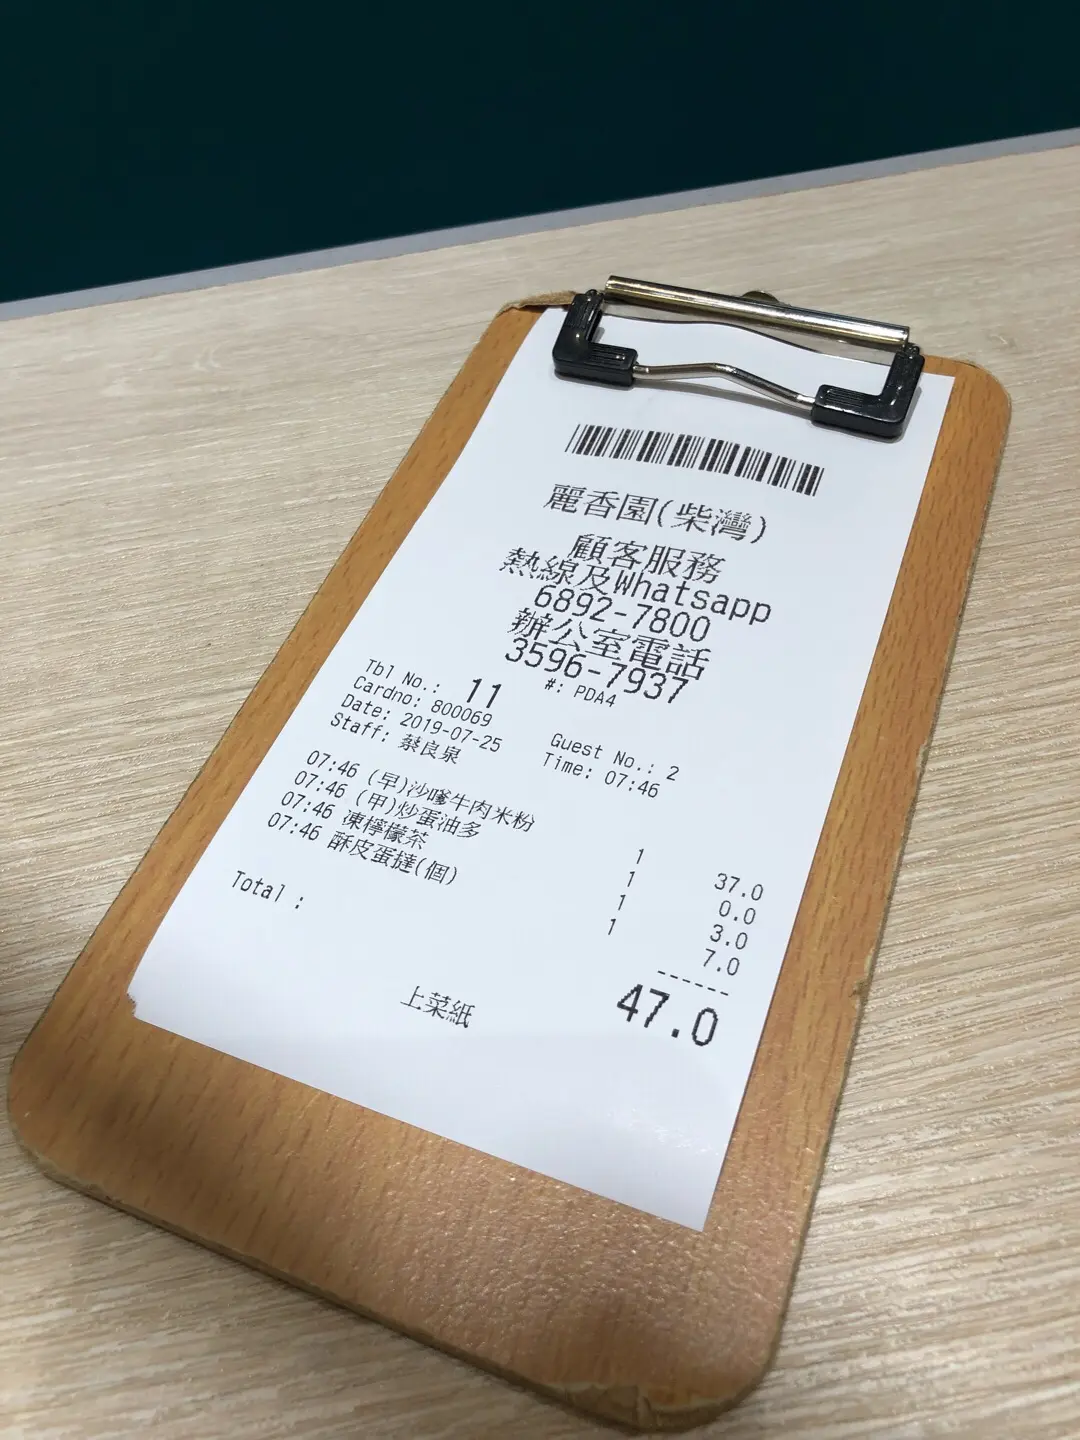 麗香園(柴灣)
顧客服務
熱線及Whatsapp
6892-7800
辦公室電話
3596-7937
#: PDA4
Tbl No.: 11
Cardno: 800069
Date: 2019-07-25 Guest No.: 2
Staff: 蔡良泉 Time: 07:46
07:46 (早)沙嗲牛肉米粉 1 37.0
07:46 (甲)炒蛋油多 1 0.0
07:46 凍檸檬茶 1 3.0
07:46 酥皮蛋撻(個) 1 7.0
------
Total : 47.0
上菜紙